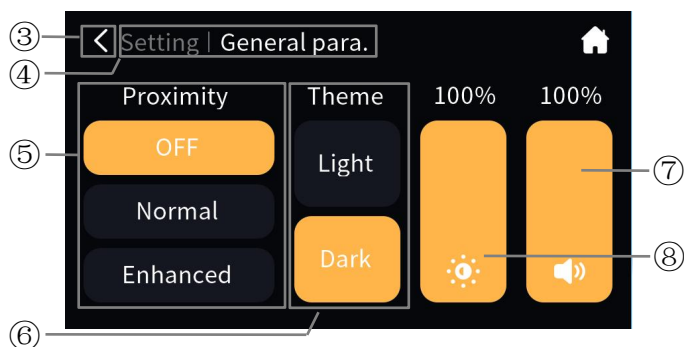 ③
Setting | General para.
④
Proximity
Theme
100%
100%
⑤
OFF
Normal
Enhanced
Light
Dark
⑦
⑧
⑥